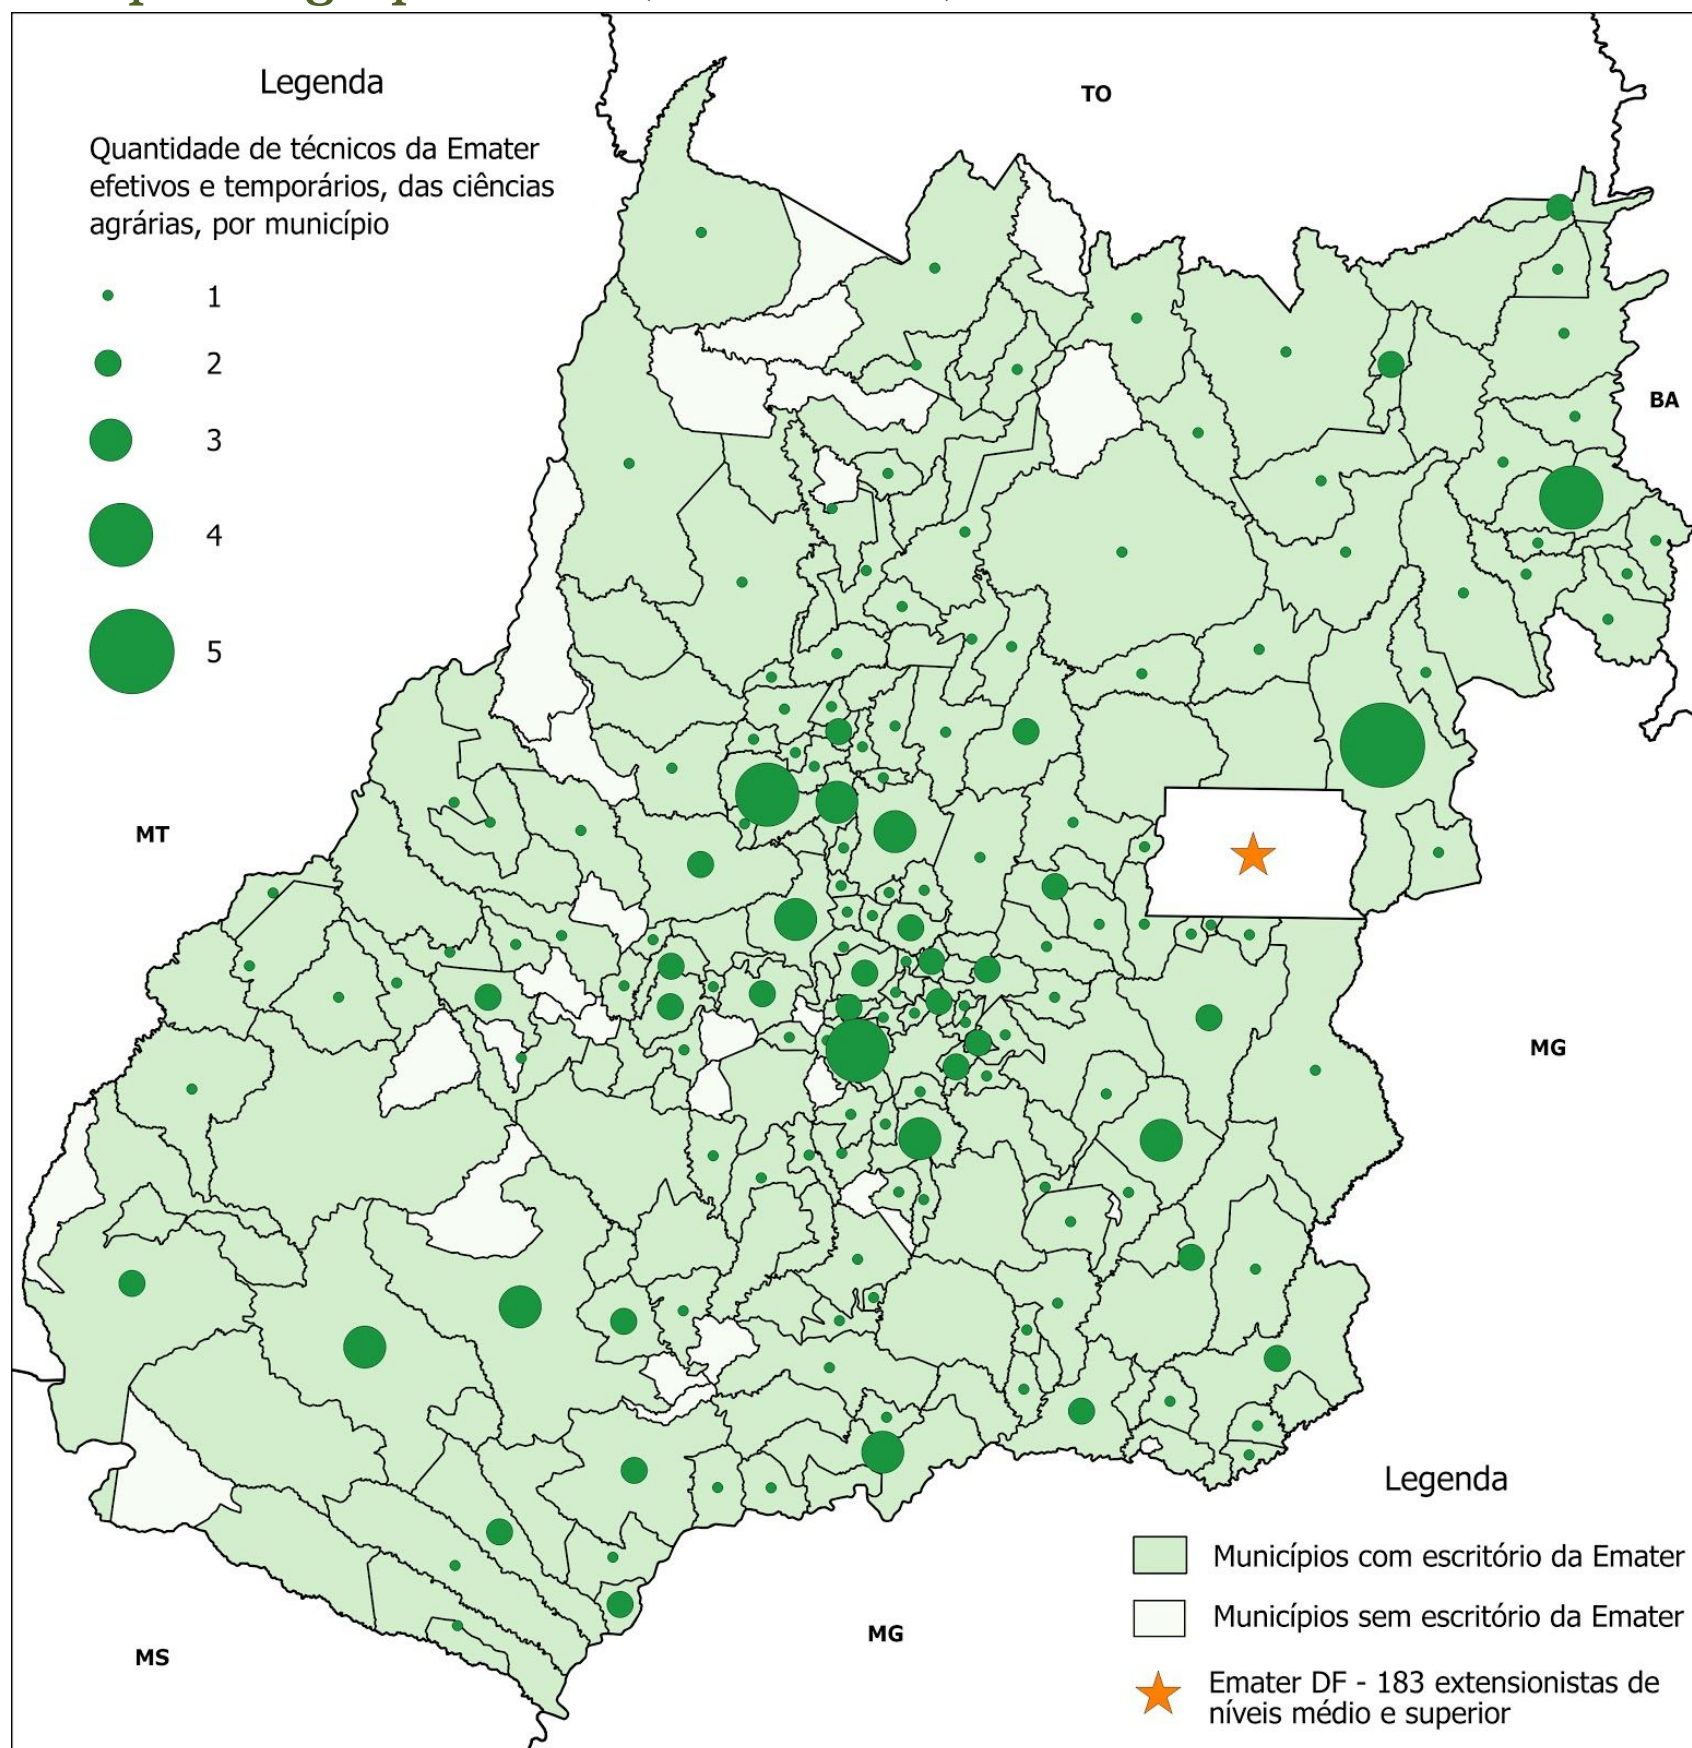 Legenda
Quantidade de técnicos da Emater
efetivos e temporários, das ciências
agrárias, por município
1
2
3
4
5
TO
BA
MT
MG
MS
MG
Legenda
Municípios com escritório da Emater
Municípios sem escritório da Emater
Emater DF - 183 extensionistas de
níveis médio e superior